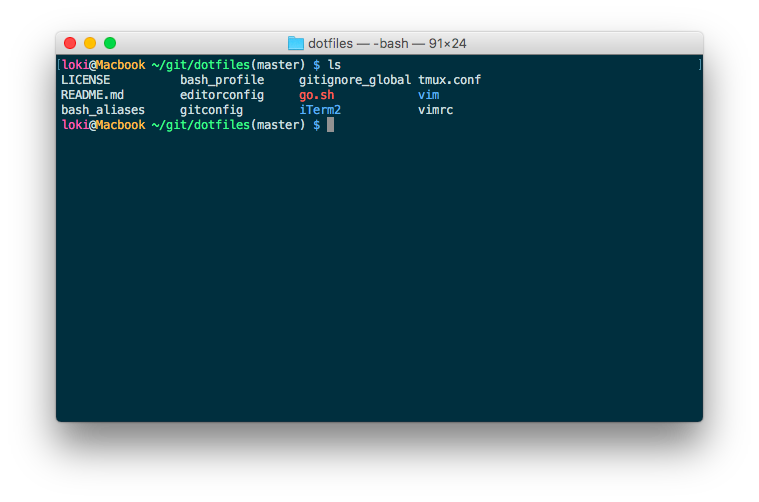 dotfiles — -bash — 91×24
[loki@Macbook ~/git/dotfiles(master) $ ls ]
LICENSE bash_profile gitignore_global tmux.conf
README.md editorconfig go.sh vim
bash_aliases gitconfig iTerm2 vimrc
loki@Macbook ~/git/dotfiles(master) $